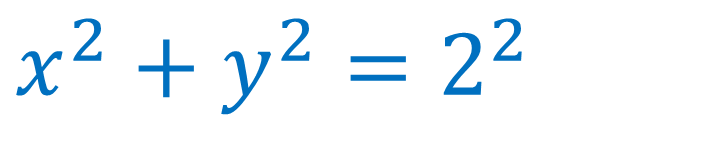 x² + y² = 2²